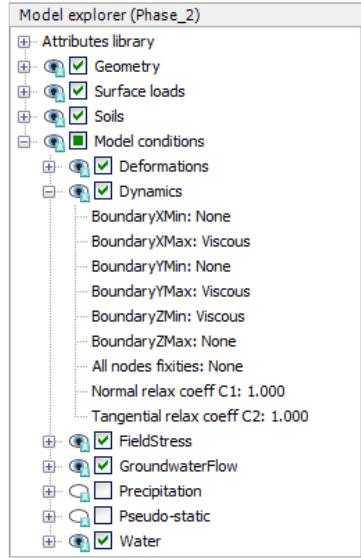 Model explorer (Phase_2)
Attributes library
Geometry
Surface loads
Soils
Model conditions
Deformations
Dynamics
BoundaryXMin: None
BoundaryXMax: Viscous
BoundaryYMin: None
BoundaryYMax: Viscous
BoundaryZMin: Viscous
BoundaryZMax: None
All nodes fixities: None
Normal relax coeff C1: 1.000
Tangential relax coeff C2: 1.000
FieldStress
GroundwaterFlow
Precipitation
Pseudo-static
Water